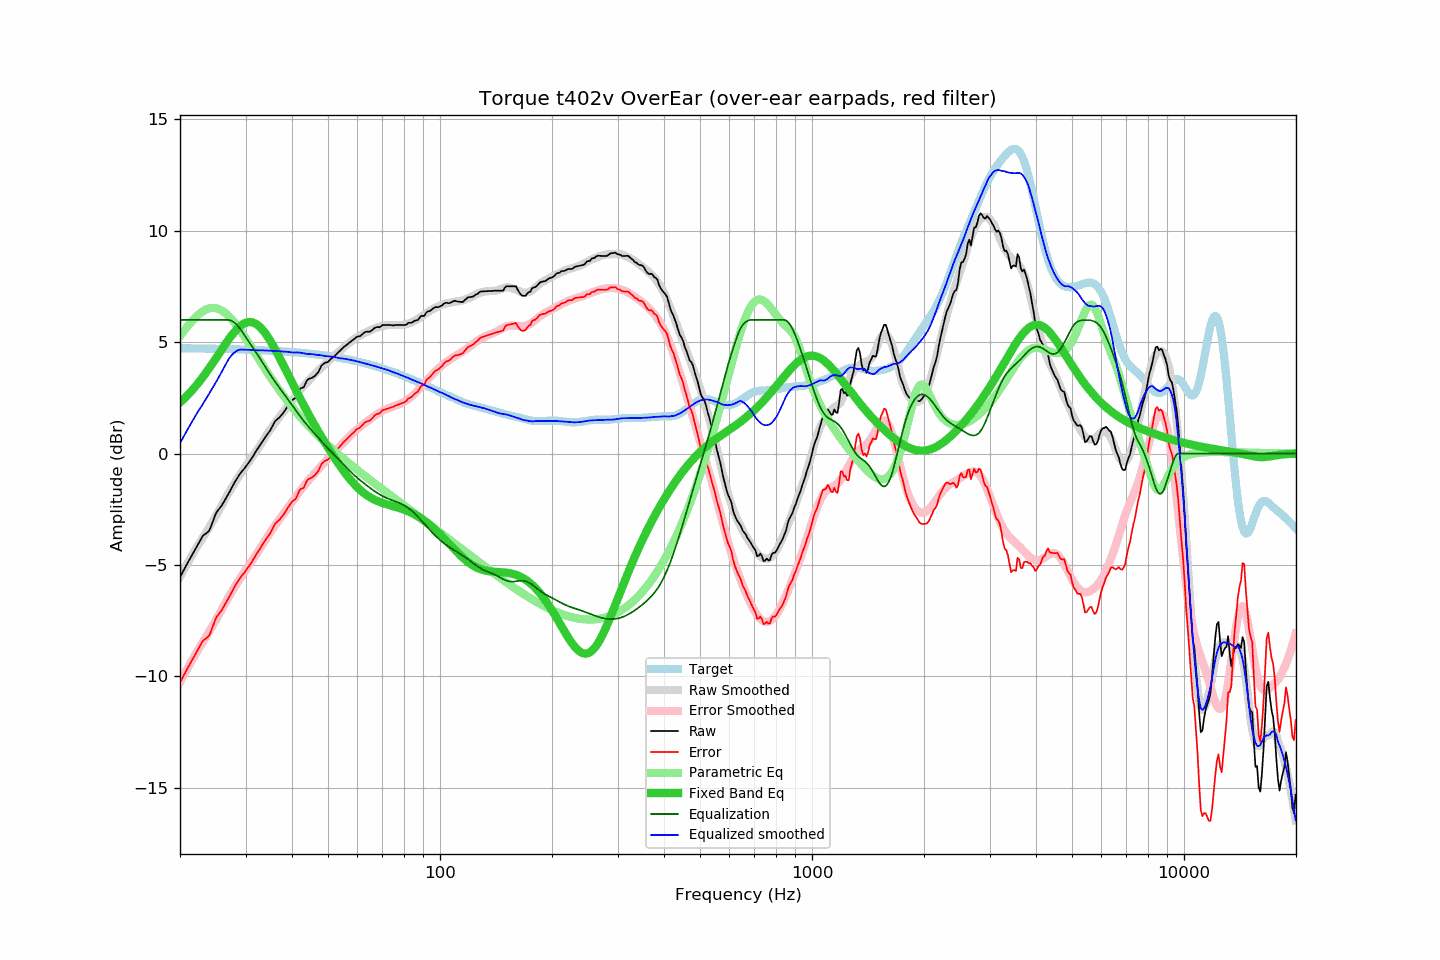 Torque t402v OverEar (over-ear earpads, red filter)
15
10
5
0
−5
−10
−15
Amplitude (dBr)
Target
Raw Smoothed
Error Smoothed
Raw
Error
Parametric Eq
Fixed Band Eq
Equalization
Equalized smoothed
100
1000
10000
Frequency (Hz)